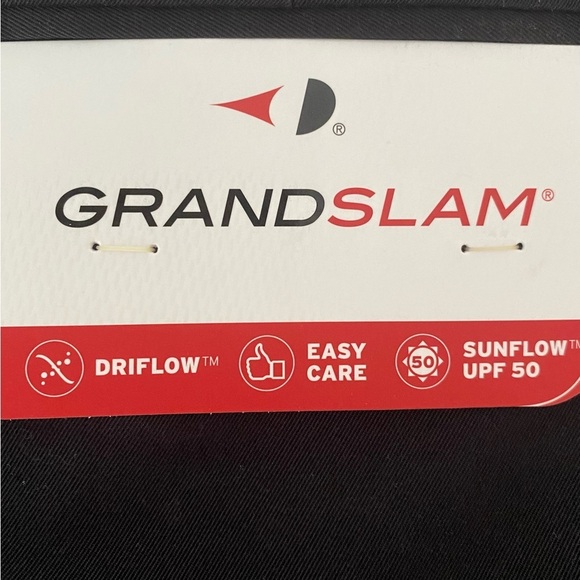 ®
GRANDSLAM®
DRIFLOW™
EASY
CARE
50
SUNFLOW™
UPF 50